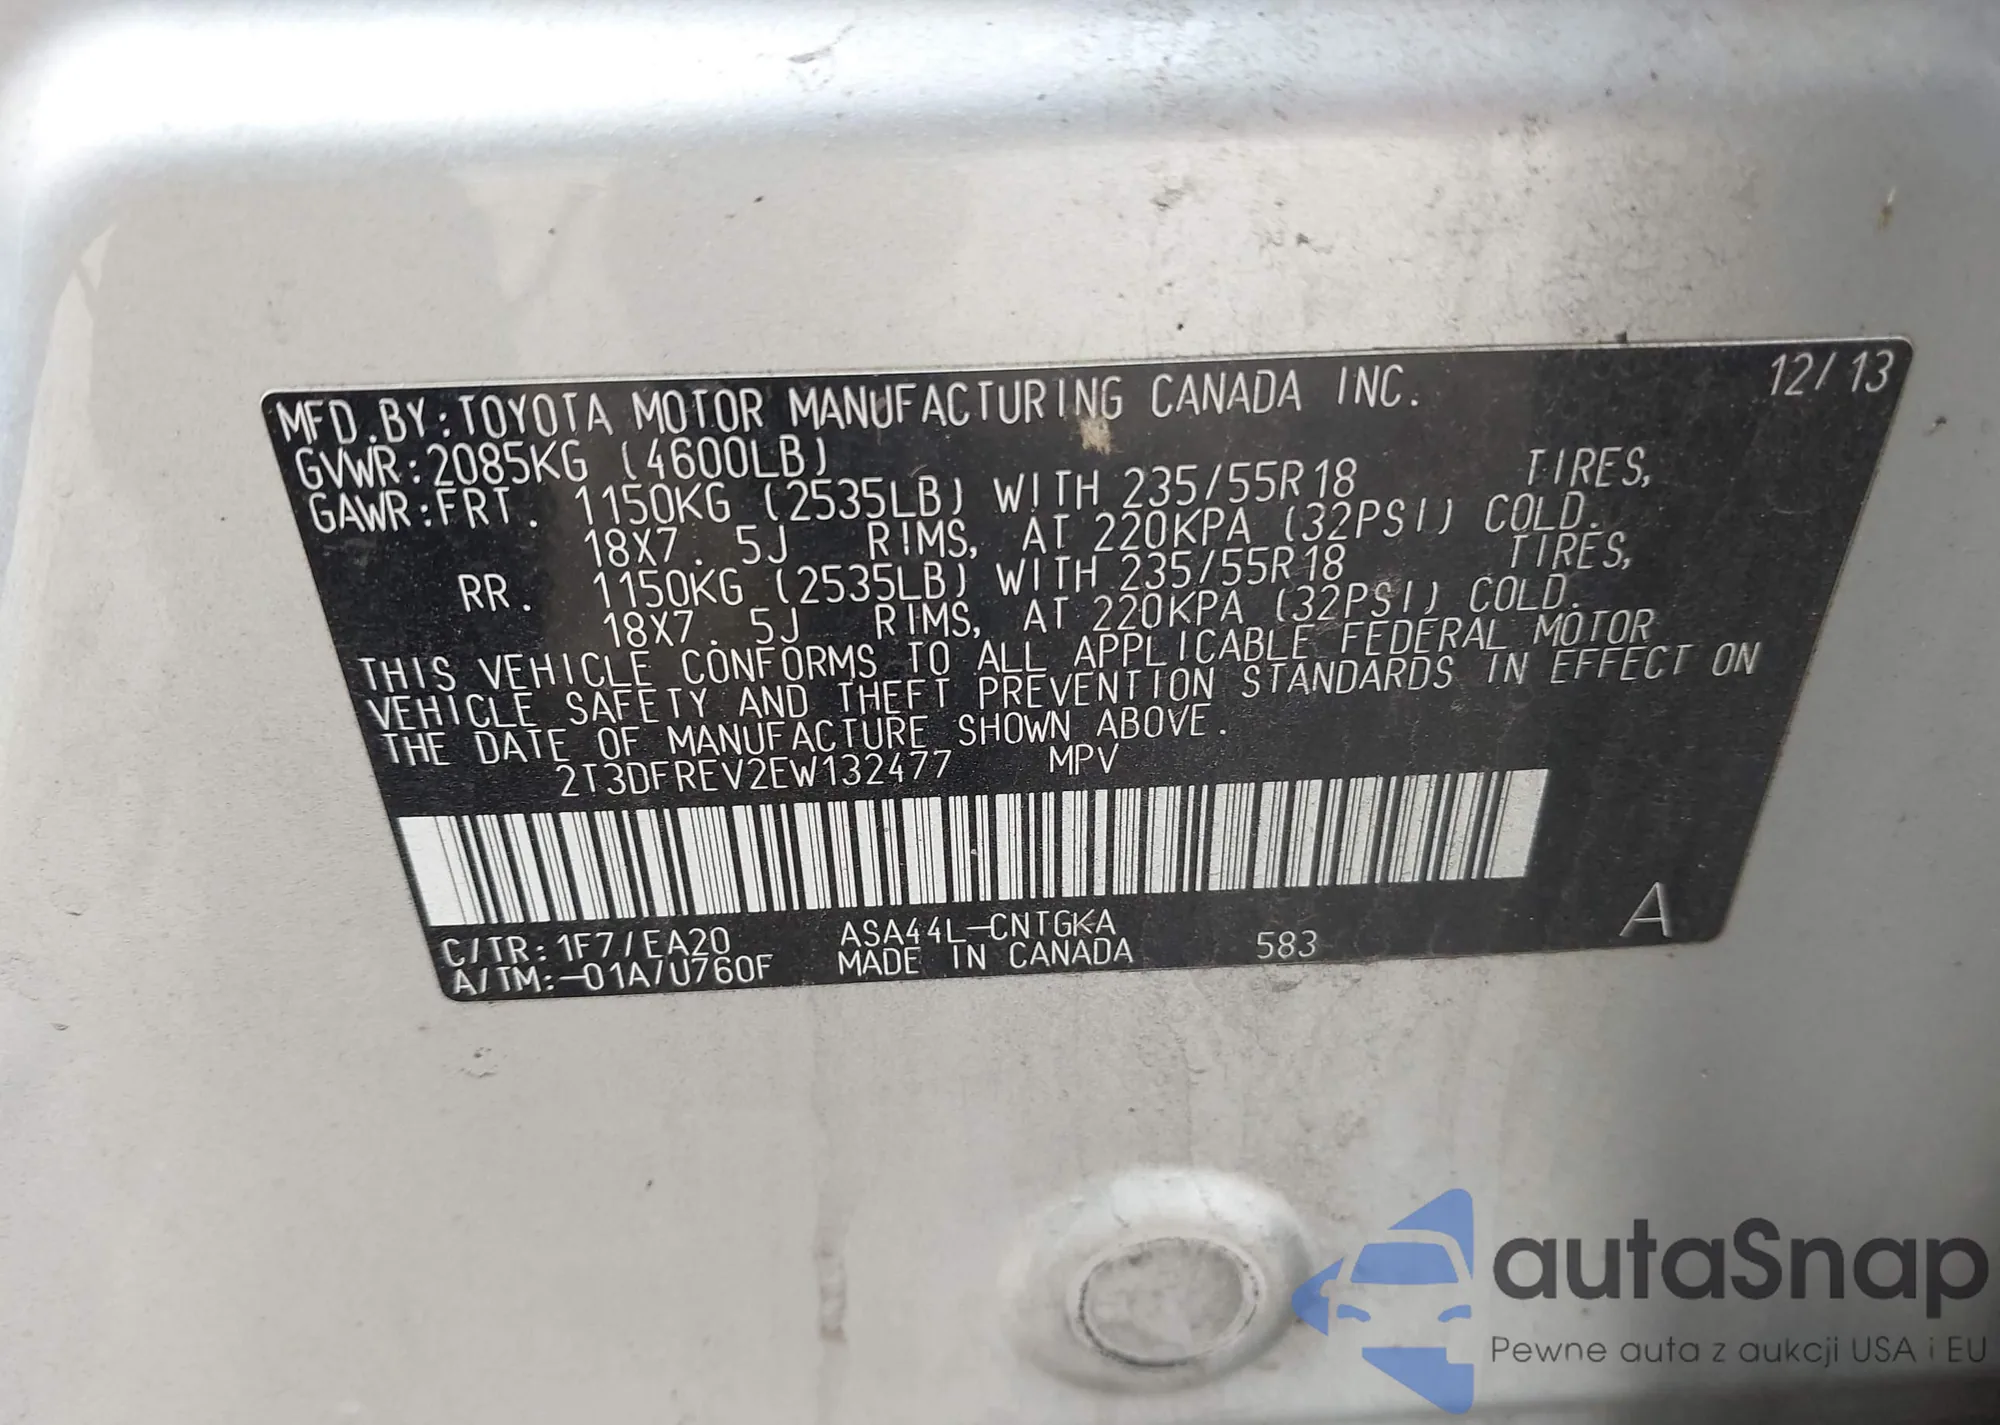 12/13
MFD.BY:TOYOTA MOTOR MANUFACTURING CANADA INC.
GVWR:2085KG (4600LB)
GAWR:FRT. 1150KG (2535LB) WITH 235/55R18 TIRES,
18X7.5J RIMS, AT 220KPA (32PSI) COLD.
RR. 1150KG (2535LB) WITH 235/55R18 TIRES,
18X7.5J RIMS, AT 220KPA (32PSI) COLD.
THIS VEHICLE CONFORMS TO ALL APPLICABLE FEDERAL MOTOR
VEHICLE SAFETY AND THEFT PREVENTION STANDARDS IN EFFECT ON
THE DATE OF MANUFACTURE SHOWN ABOVE.
2T3DFREV2EW132477 MPV
C/TR:1F7/EA20 ASA44L-CNTGKA
A/TM:-01A/U760F MADE IN CANADA 583 A
autaSnap
Pewne auta z aukcji USA i EU